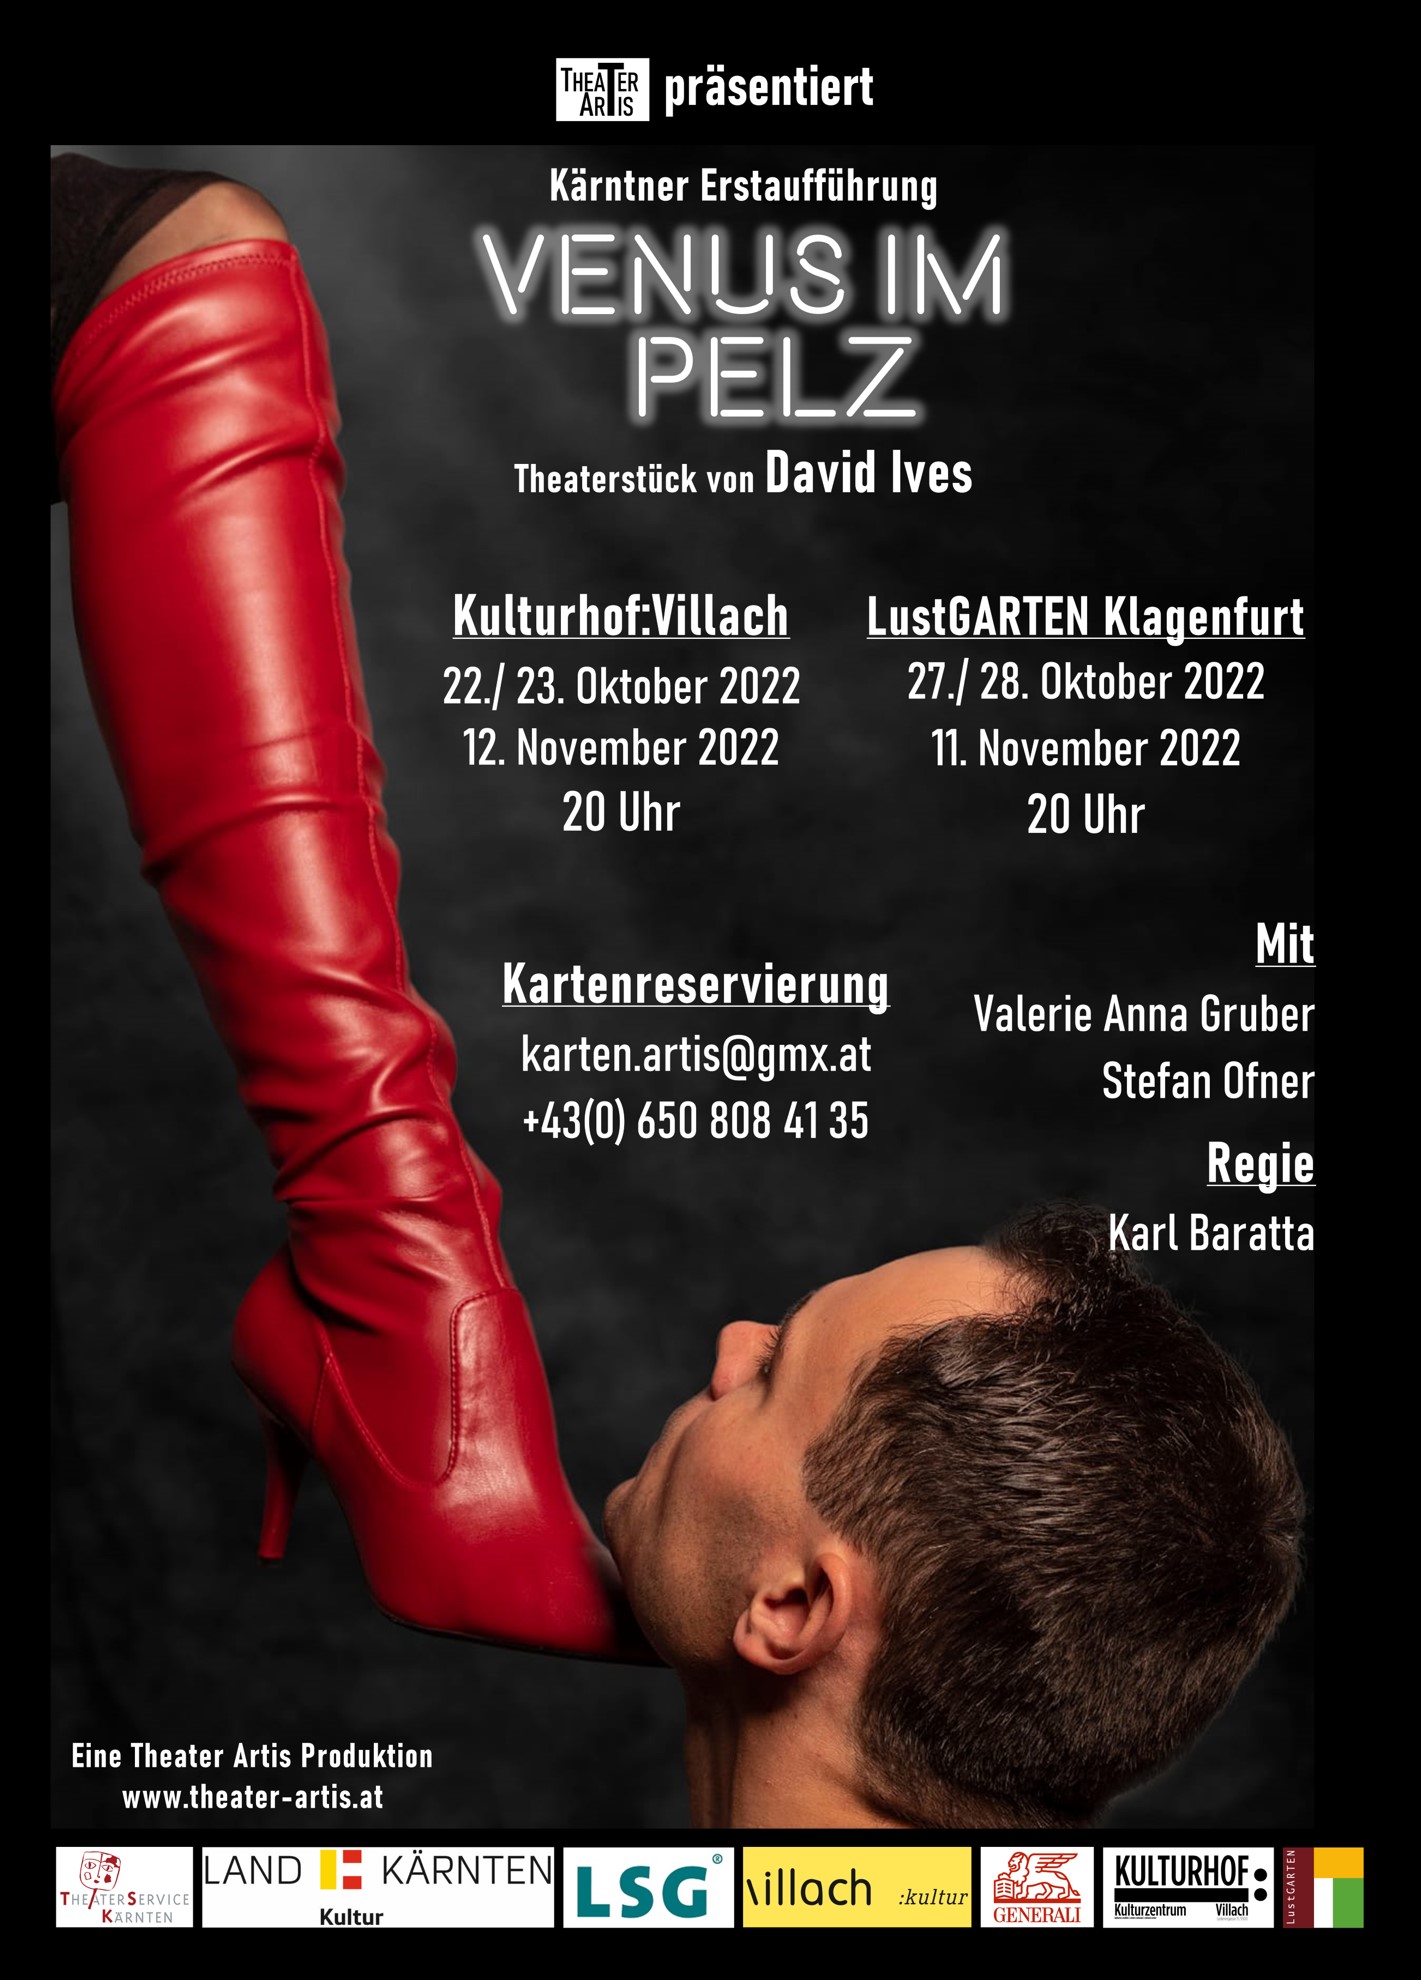 THEATER
ARTIS
präsentiert
Kärntner Erstaufführung
VENUS IM
PELZ
Theaterstück von David Ives
Kulturhof:Villach
22./ 23. Oktober 2022
12. November 2022
20 Uhr
LustGARTEN Klagenfurt
27./ 28. Oktober 2022
11. November 2022
20 Uhr
Kartenreservierung
karten.artis@gmx.at
+43(0) 650 808 41 35
Mit
Valerie Anna Gruber
Stefan Ofner
Regie
Karl Baratta
Eine Theater Artis Produktion
www.theater-artis.at
THEATERSERVICE
KÄRNTEN
LAND KÄRNTEN
Kultur
LSG®
villach :kultur
GENERALI
KULTURHOF:
Kulturzentrum Villach
LustGARTEN